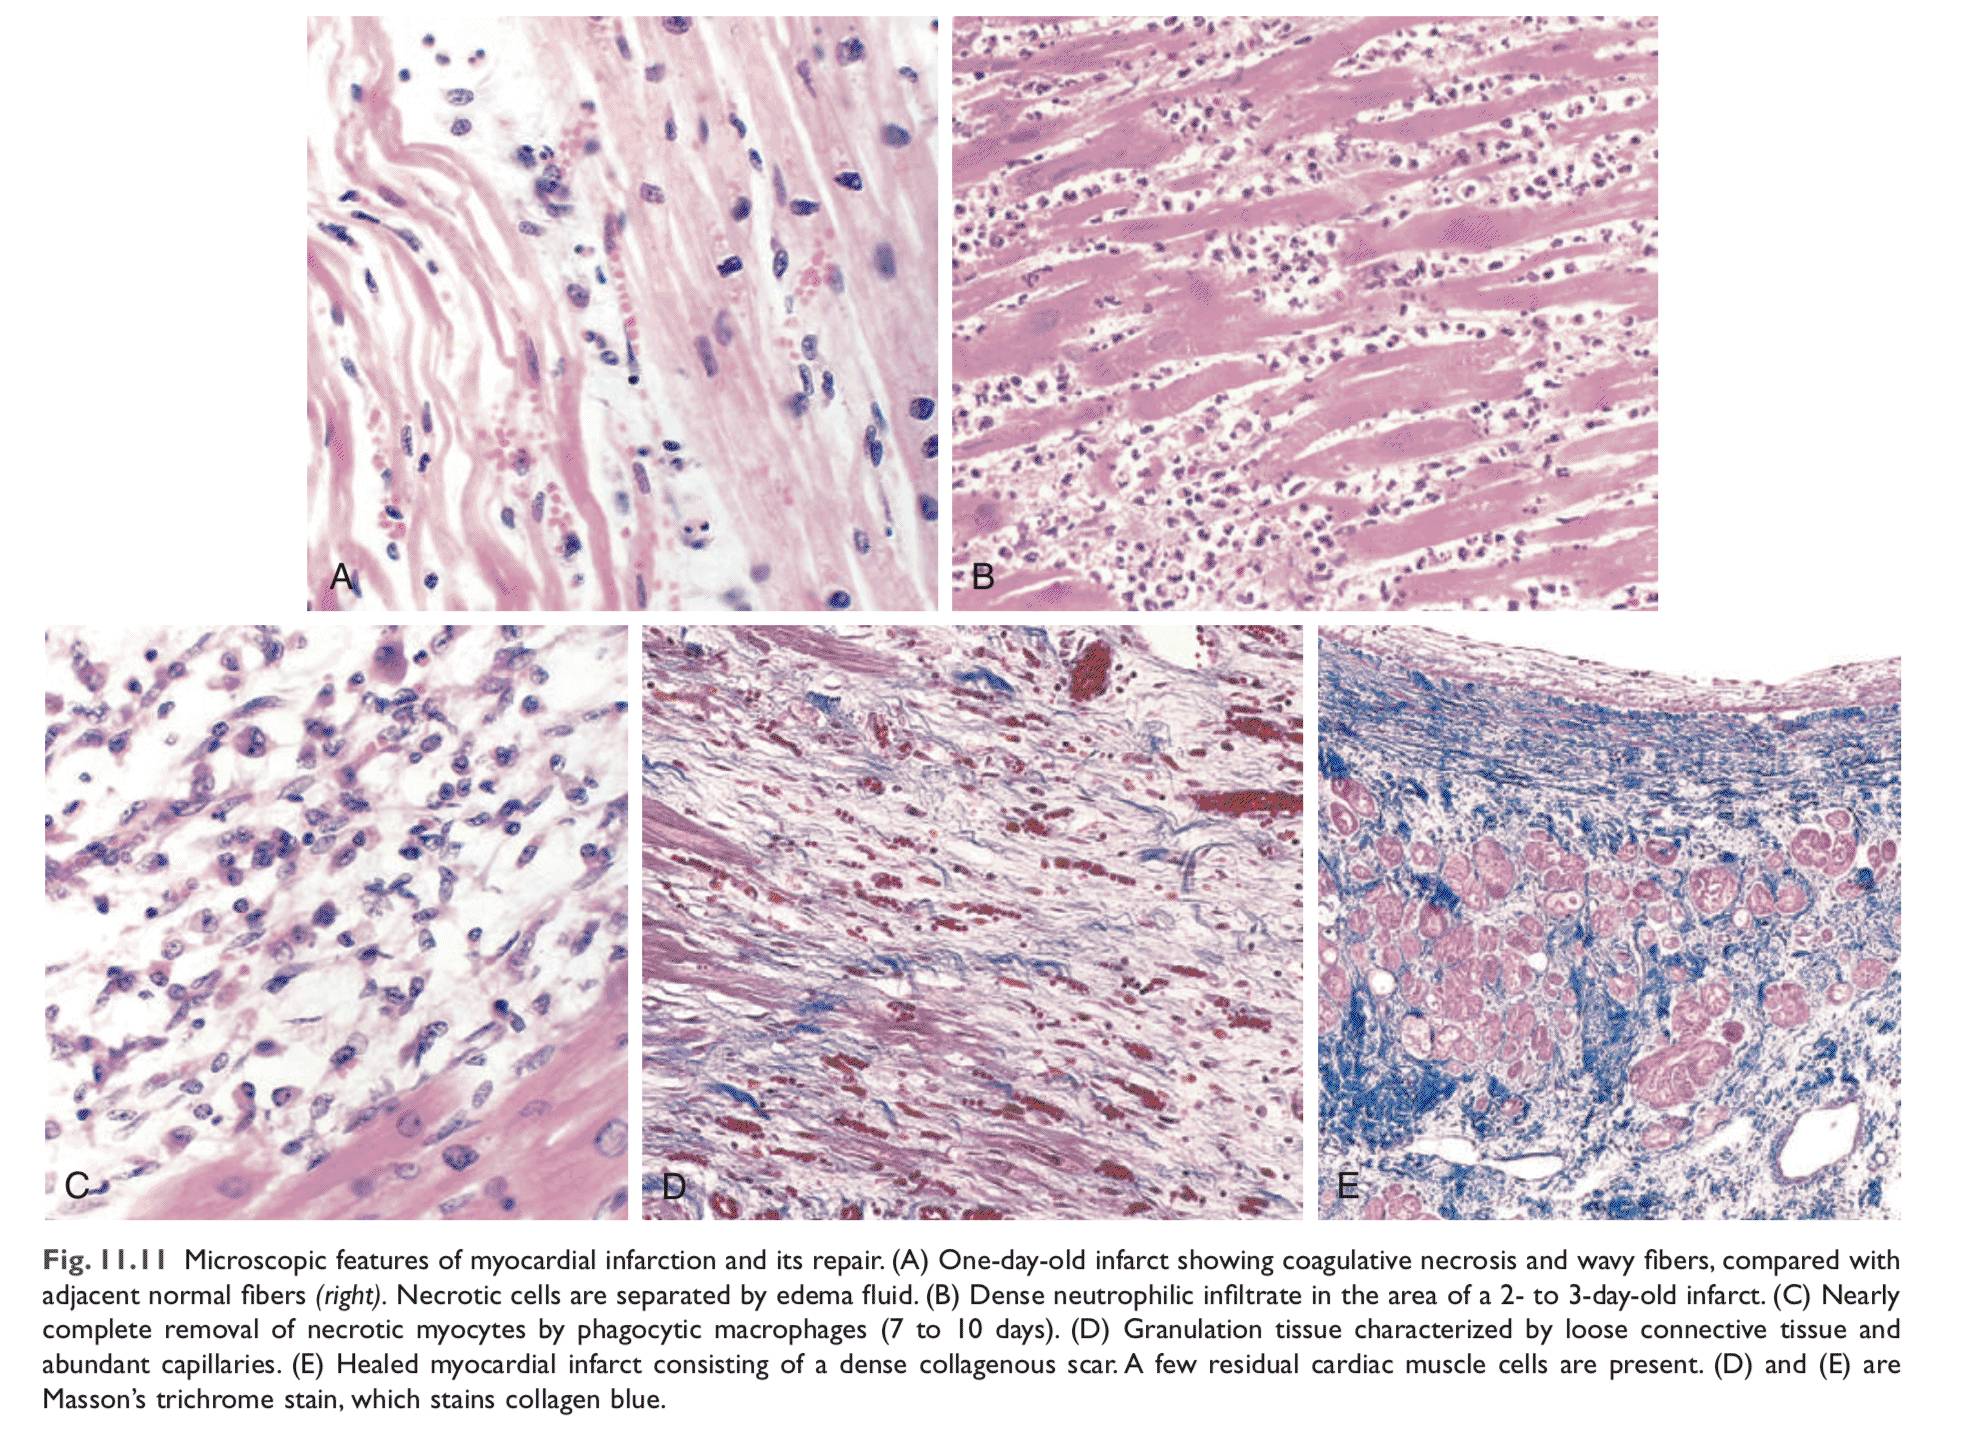 A
B
C
D
E
Fig. 11.11 Microscopic features of myocardial infarction and its repair. (A) One-day-old infarct showing coagulative necrosis and wavy fibers, compared with
adjacent normal fibers (right). Necrotic cells are separated by edema fluid. (B) Dense neutrophilic infiltrate in the area of a 2- to 3-day-old infarct. (C) Nearly
complete removal of necrotic myocytes by phagocytic macrophages (7 to 10 days). (D) Granulation tissue characterized by loose connective tissue and
abundant capillaries. (E) Healed myocardial infarct consisting of a dense collagenous scar. A few residual cardiac muscle cells are present. (D) and (E) are
Masson's trichrome stain, which stains collagen blue.